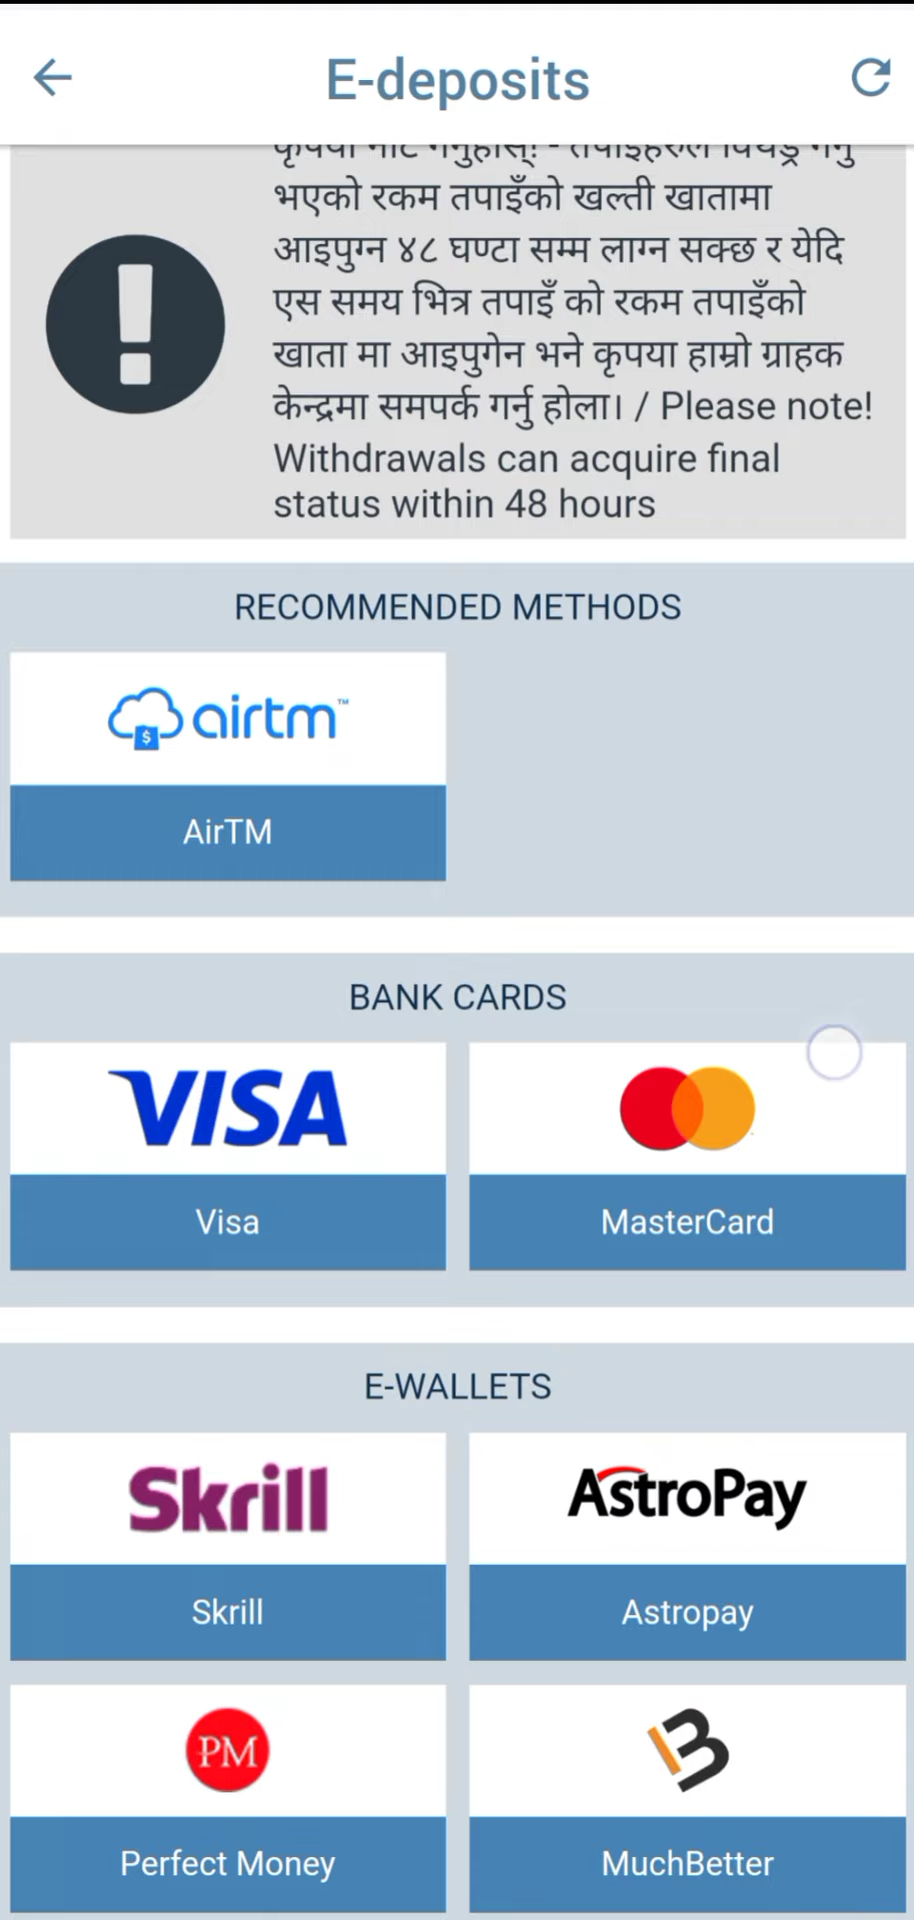 E-deposits
भएको रकम तपाइँको खल्ती खातामा
आइपुग्न ४८ घण्टा सम्म लाग्न सक्छ र येदि
एस समय भित्र तपाइँ को रकम तपाइँको
खाता मा आइपुगेन भने कृपया हाम्रो ग्राहक
केन्द्रमा समपर्क गर्नु होला। / Please note!
Withdrawals can acquire final
status within 48 hours
RECOMMENDED METHODS
airtm™
AirTM
BANK CARDS
VISA
Visa
MasterCard
E-WALLETS
Skrill
AstroPay
Skrill
Astropay
PM
Perfect Money
MuchBetter